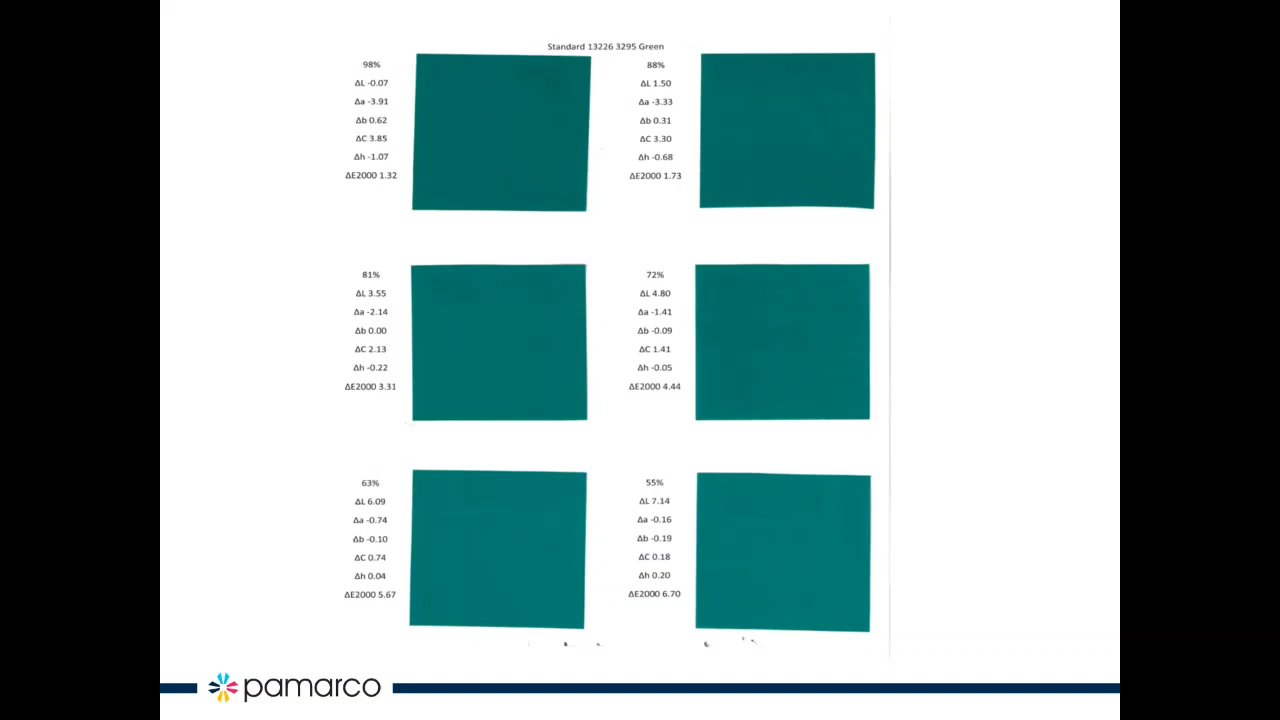 Standard 13226 3295 Green
98%
ΔL -0.07
Δa -3.91
Δb 0.62
ΔC 3.85
Δh -1.07
ΔE2000 1.32
88%
ΔL 1.50
Δa -3.33
Δb 0.31
ΔC 3.30
Δh -0.68
ΔE2000 1.73
81%
ΔL 3.55
Δa -2.14
Δb 0.00
ΔC 2.13
Δh -0.22
ΔE2000 3.31
72%
ΔL 4.80
Δa -1.41
Δb -0.09
ΔC 1.41
Δh -0.05
ΔE2000 4.44
63%
ΔL 6.09
Δa -0.74
Δb -0.10
ΔC 0.74
Δh 0.04
ΔE2000 5.67
55%
ΔL 7.14
Δa -0.16
Δb -0.19
ΔC 0.18
Δh 0.20
ΔE2000 6.70
pamarco